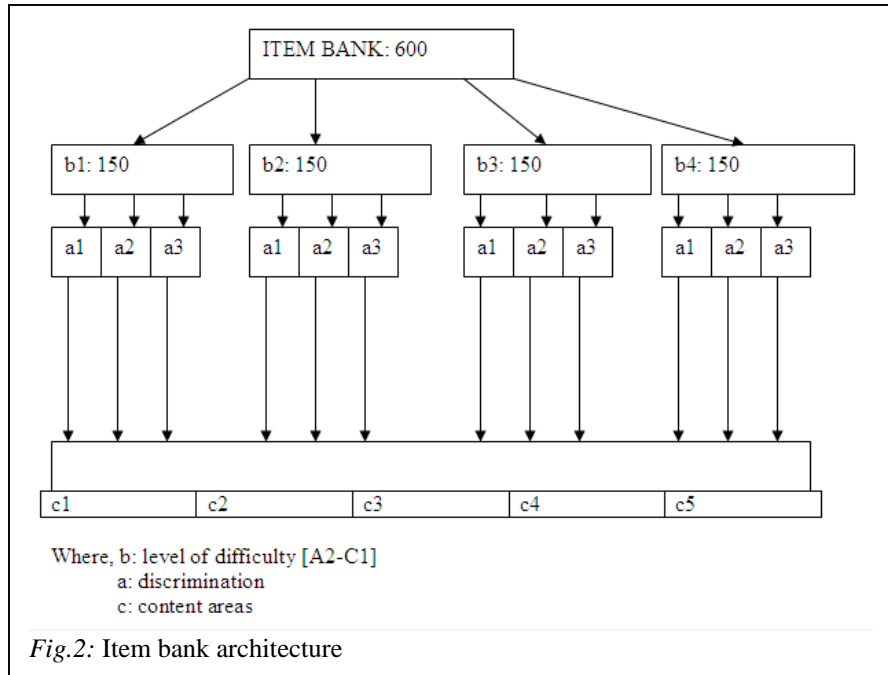 ITEM BANK: 600
b1: 150 b2: 150 b3: 150 b4: 150
a1 a2 a3 a1 a2 a3 a1 a2 a3 a1 a2 a3
c1 c2 c3 c4 c5
Where, b: level of difficulty [A2-C1]
a: discrimination
c: content areas
Fig.2: Item bank architecture